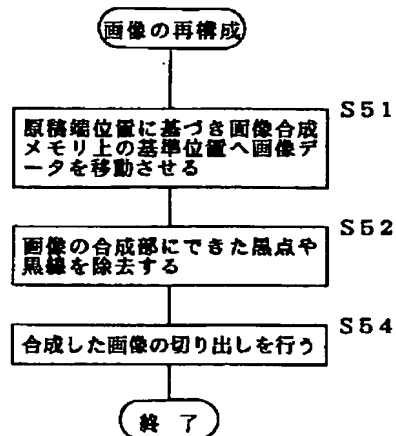 画像の再構成
S51
原稿端位置に基づき画像合成
メモリ上の基準位置へ画像デ
ータを移動させる
S52
画像の合成部にできた黒点や
黒線を除去する
S54
合成した画像の切り出しを行う
終 了